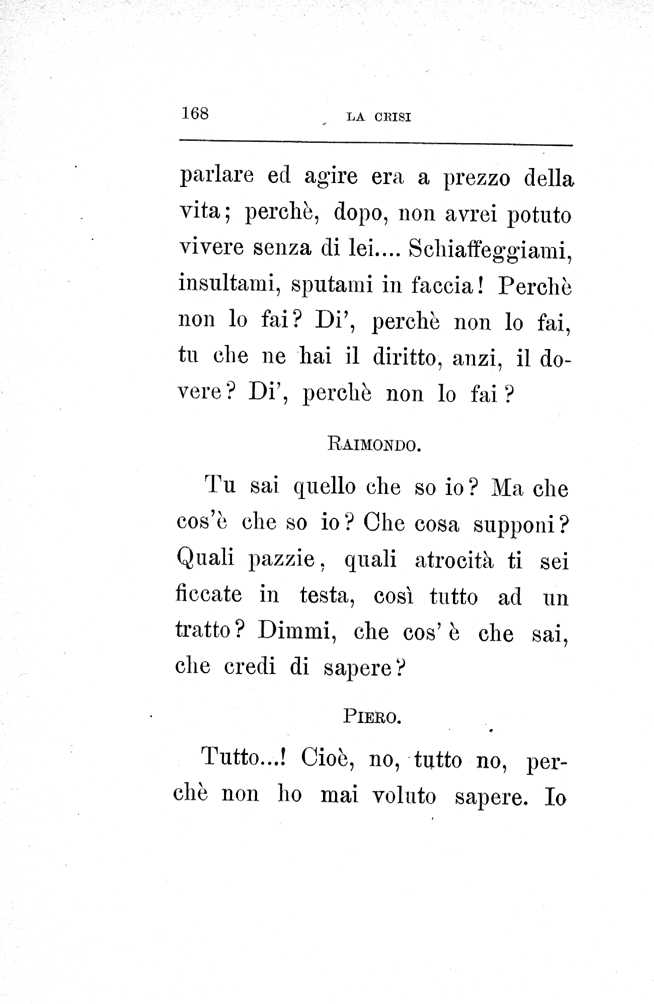 168
LA CRISI
parlare ed agire era a prezzo della
vita; perchè, dopo, non avrei potuto
vivere senza di lei.... Schiaffeggiami,
insultami, sputami in faccia! Perchè
non lo fai? Di', perchè non lo fai,
tu che ne hai il diritto, anzi, il do-
vere? Di', perchè non lo fai?
RAIMONDO.
Tu sai quello che so io? Ma che
cos'è che so io? Che cosa supponi?
Quali pazzie, quali atrocità ti sei
ficcate in testa, così tutto ad un
tratto? Dimmi, che cos' è che sai,
che credi di sapere?
PIERO.
Tutto...! Cioè, no, tutto no, per-
chè non ho mai voluto sapere. Io